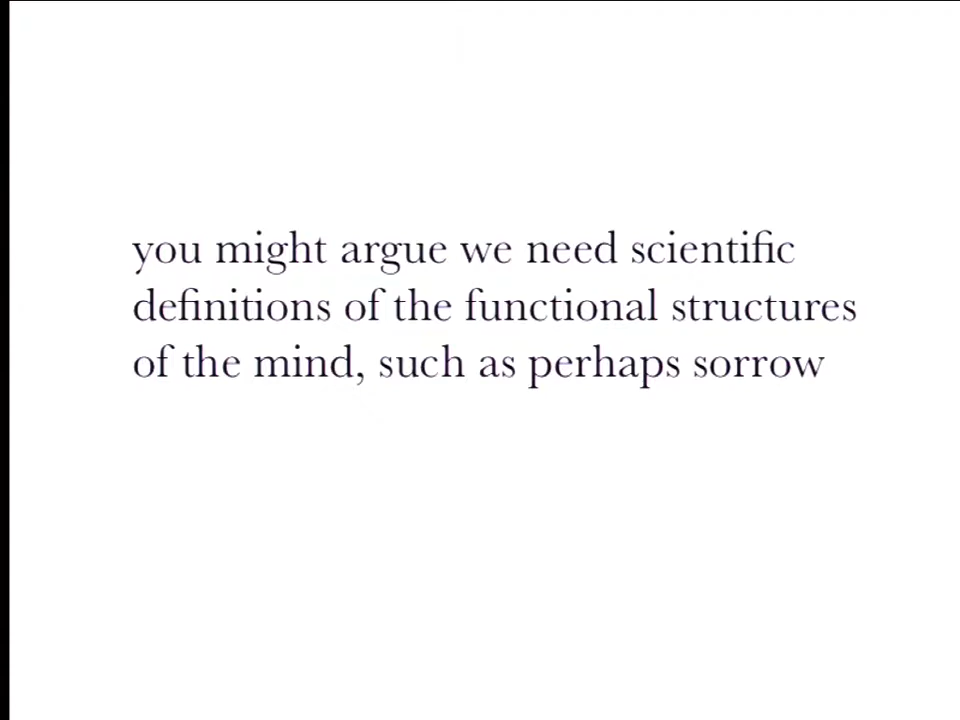 you might argue we need scientific
definitions of the functional structures
of the mind, such as perhaps sorrow